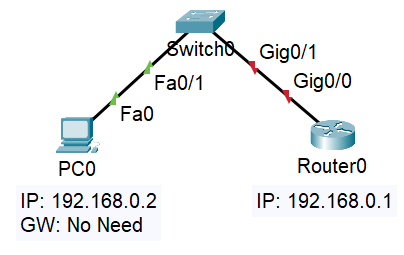 Switch0
Gig0/1
Fa0/1
Gig0/0
Fa0
PC0
Router0
IP: 192.168.0.2
GW: No Need
IP: 192.168.0.1